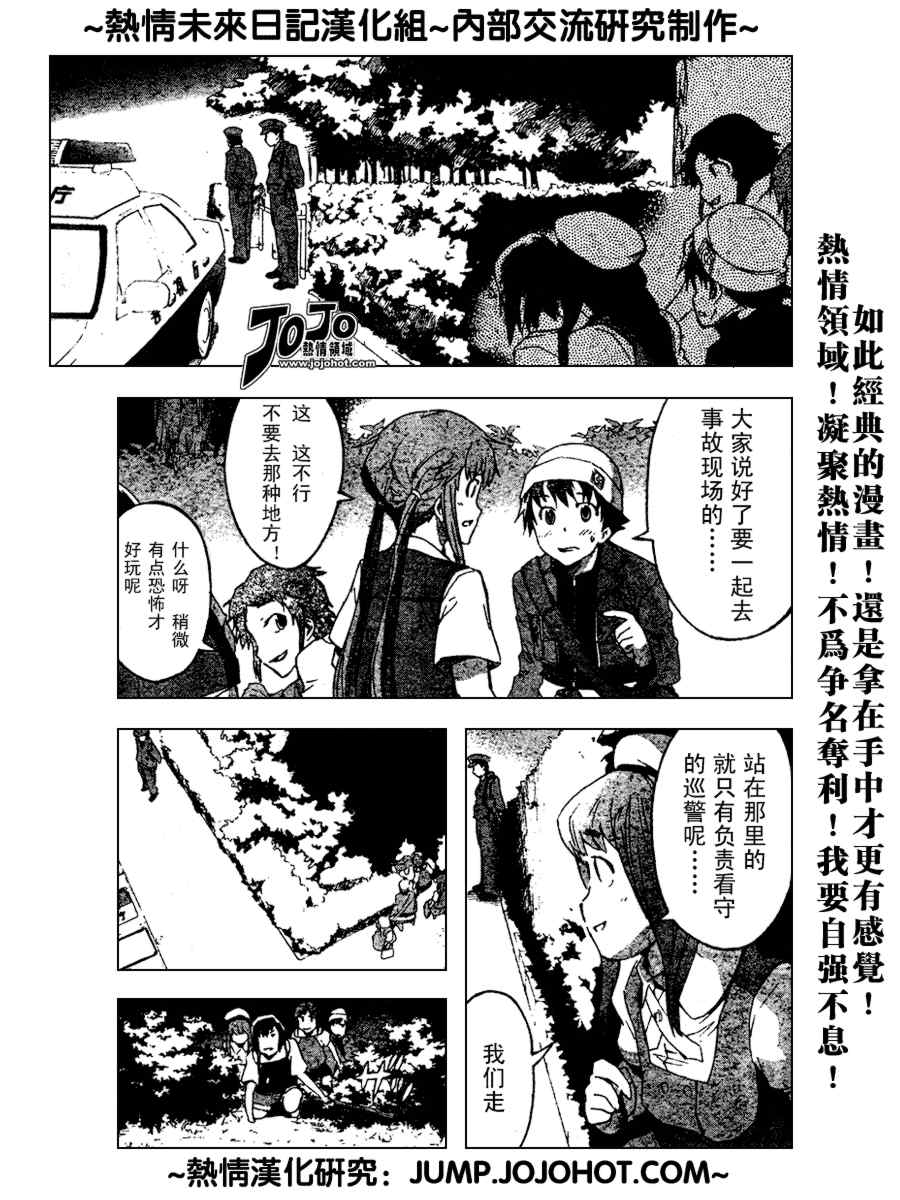 ~熱情未來日記漢化組~內部交流研究制作~
庁
JOJO
熱情領域
www.jojohot.com
大家说好了要一起去
事故现场的……
这 这不行
不要去那种地方！
什么呀 稍微
有点恐怖才
好玩呢
站在那里的
就只有负责看守
的巡警呢……
我们走
如此經典的漫畫！還是拿在手中才更有感覺！
熱情領域！凝聚熱情！不爲争名奪利！我要自强不息！
~熱情漢化研究：JUMP.JOJOHOT.COM~